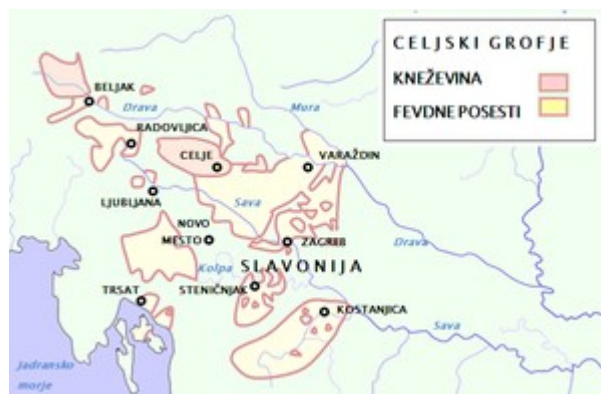 CELJSKI GROFJE
KNEŽEVINA
FEVDNE POSESTI
BELJAK
Drava
Mura
RADOVLJICA
CELJE
VARAŽDIN
LJUBLJANA
Sava
NOVO
MESTO
ZAGREB
Drava
Kolpa
SLAVONIJA
STENIČNJAK
TRSAT
KOSTANJICA
Sava
Jadransko
morje